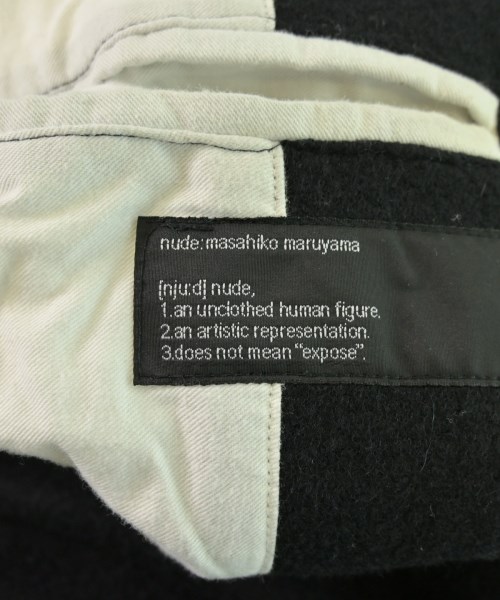 nude:masahiko maruyama
[nju:d] nude,
1.an unclothed human figure.
2.an artistic representation.
3.does not mean “expose”.